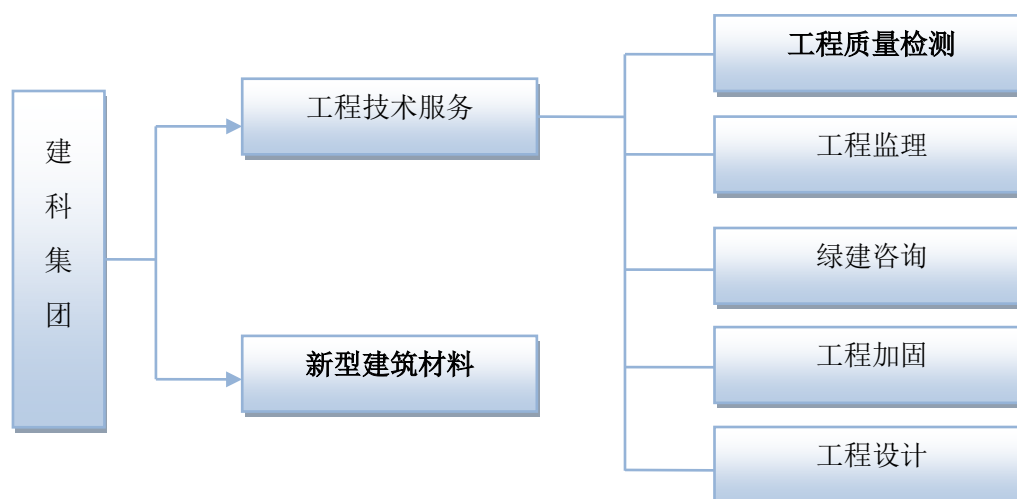 建科集团
工程技术服务
新型建筑材料
工程质量检测
工程监理
绿建咨询
工程加固
工程设计